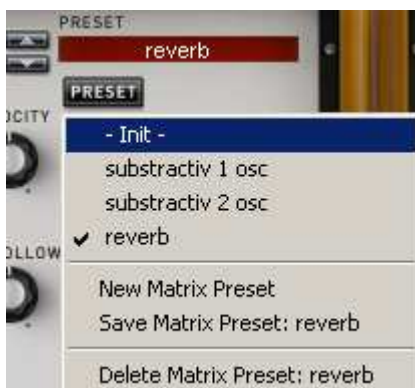 PRESET
reverb
PRESET
OCITY
- Init -
substractiv 1 osc
substractiv 2 osc
reverb
OLLOW
New Matrix Preset
Save Matrix Preset: reverb
Delete Matrix Preset: reverb